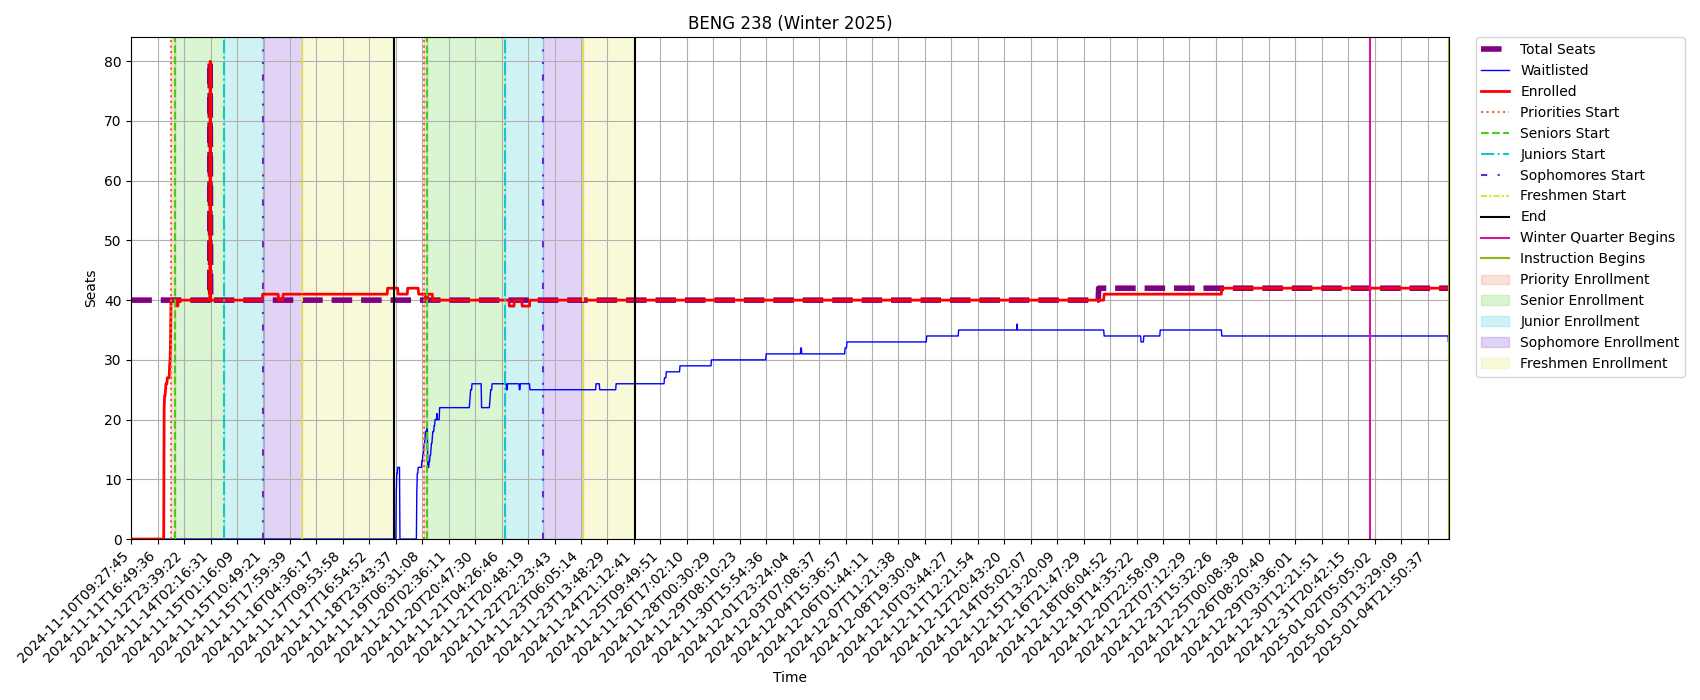 BENG 238 (Winter 2025)
Seats
80
70
60
50
40
30
20
10
0
2024-11-10T09:27:45
2024-11-11T16:49:36
2024-11-12T23:39:22
2024-11-14T02:16:31
2024-11-15T01:16:09
2024-11-15T10:49:21
2024-11-15T17:59:39
2024-11-16T04:36:17
2024-11-17T09:53:58
2024-11-17T16:54:52
2024-11-18T23:43:37
2024-11-19T06:31:08
2024-11-20T02:36:11
2024-11-20T20:47:30
2024-11-21T04:26:46
2024-11-21T20:48:19
2024-11-22T22:23:43
2024-11-23T06:05:14
2024-11-23T13:48:29
2024-11-24T21:12:41
2024-11-25T09:49:51
2024-11-26T17:02:10
2024-11-28T00:30:29
2024-11-29T08:10:23
2024-11-30T15:54:36
2024-12-01T23:24:04
2024-12-03T07:08:37
2024-12-04T15:36:57
2024-12-06T01:44:11
2024-12-07T11:21:38
2024-12-08T19:30:04
2024-12-10T03:44:27
2024-12-11T12:21:54
2024-12-12T20:43:20
2024-12-14T05:02:07
2024-12-15T13:20:09
2024-12-16T21:47:29
2024-12-18T06:04:52
2024-12-19T14:35:22
2024-12-20T22:58:09
2024-12-22T07:12:29
2024-12-23T15:32:26
2024-12-25T00:08:38
2024-12-26T08:20:40
2024-12-29T03:36:01
2024-12-30T12:21:51
2024-12-31T20:42:15
2025-01-02T05:05:02
2025-01-03T13:29:09
2025-01-04T21:50:37
Time
Total Seats
Waitlisted
Enrolled
Priorities Start
Seniors Start
Juniors Start
Sophomores Start
Freshmen Start
End
Winter Quarter Begins
Instruction Begins
Priority Enrollment
Senior Enrollment
Junior Enrollment
Sophomore Enrollment
Freshmen Enrollment